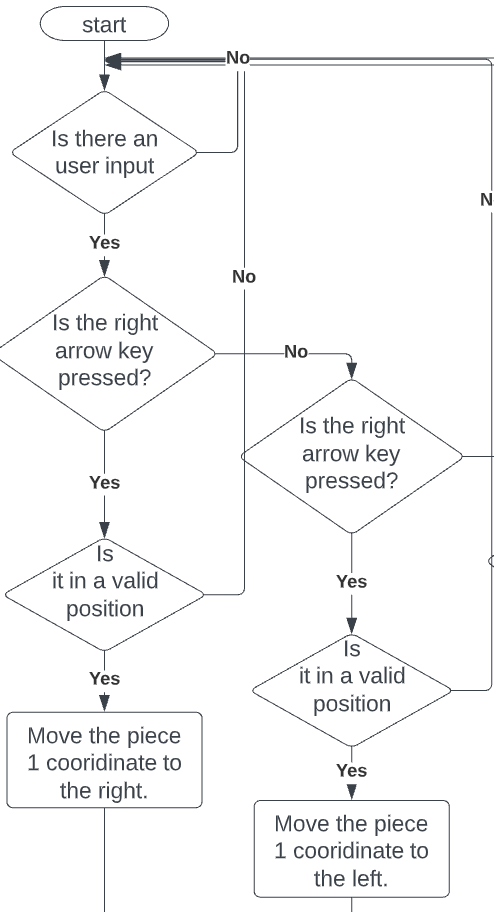 start
No
Is there an
user input
N
Yes
No
Is the right
arrow key
pressed?
No
Is the right
arrow key
pressed?
Yes
Is
it in a valid
position
Yes
Is
it in a valid
position
Yes
Move the piece
1 cooridinate to
the right.
Yes
Move the piece
1 cooridinate to
the left.